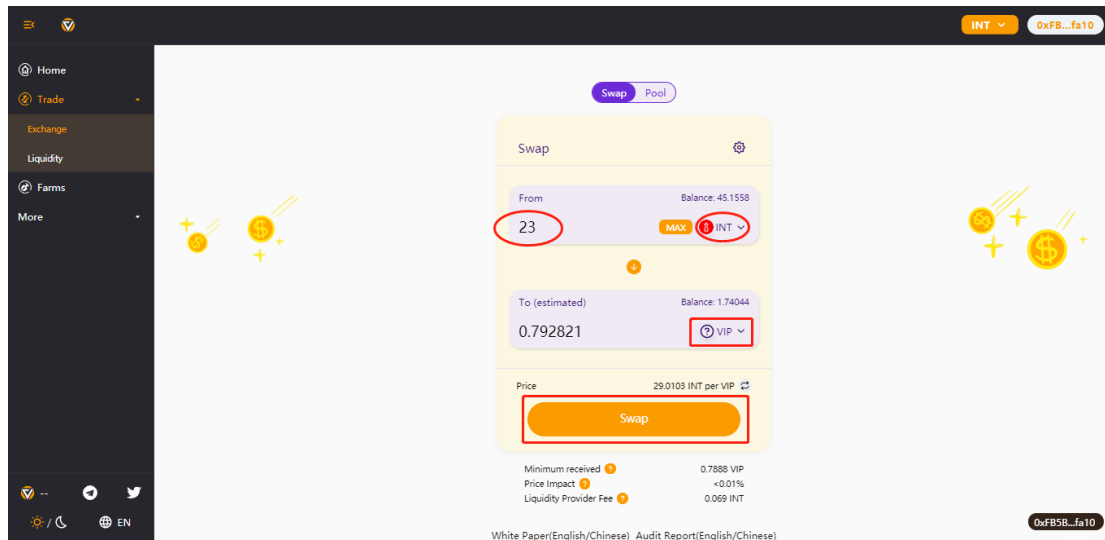 INT
0xFB...fa10
Home
Trade
Exchange
Liquidity
Farms
More
-- 
/
EN
Swap Pool
Swap
From Balance: 45.1558
23 MAX INT
To (estimated) Balance: 1.74044
0.792821 ? VIP
Price 29.0103 INT per VIP
Swap
Minimum received ? 0.7888 VIP
Price Impact ? <0.01%
Liquidity Provider Fee ? 0.069 INT
White Paper(English/Chinese) Audit Report(English/Chinese)
0xFB5B...fa10